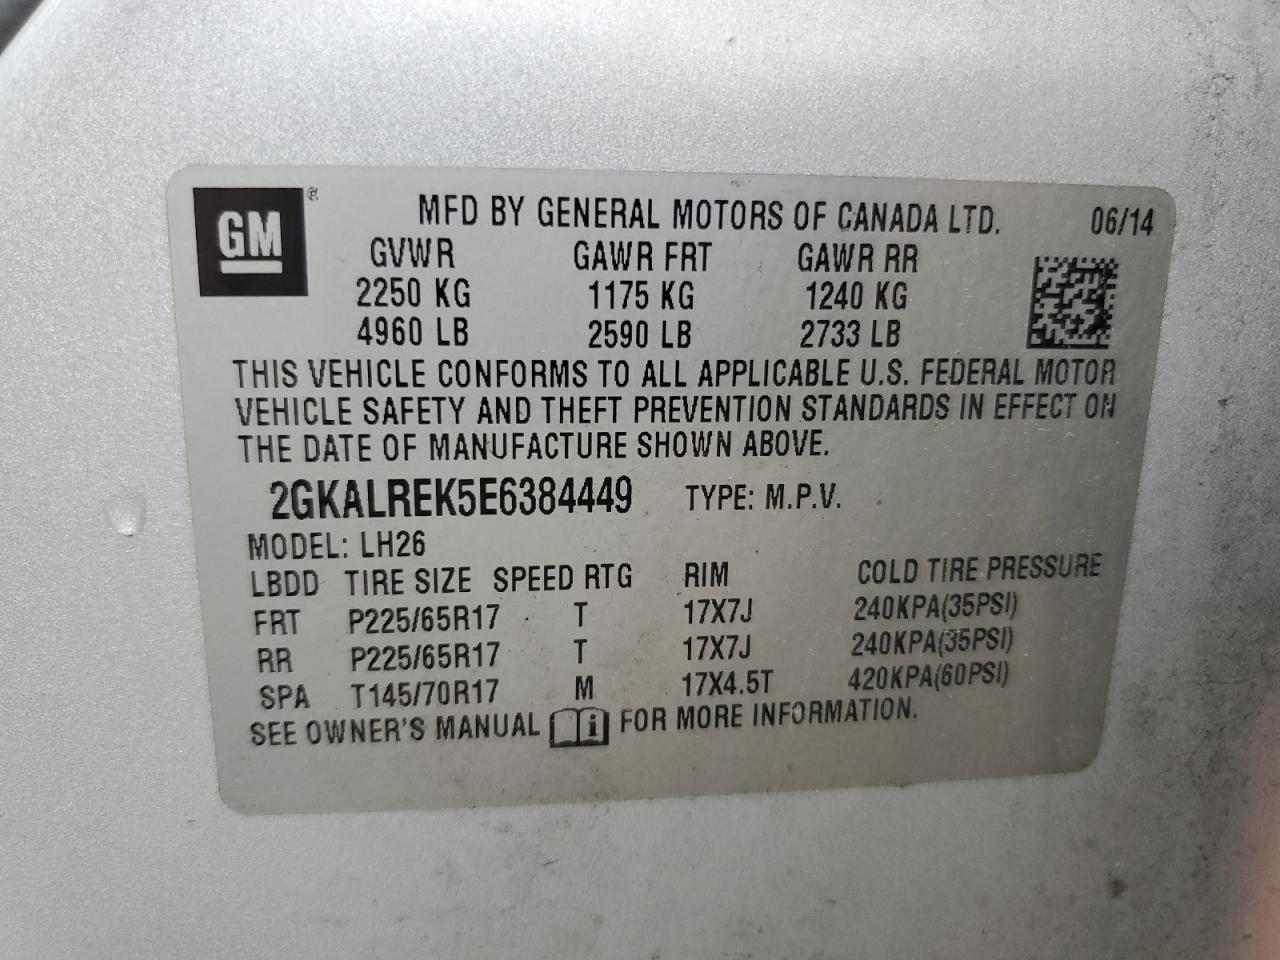 GM ®
MFD BY GENERAL MOTORS OF CANADA LTD. 06/14
GVWR GAWR FRT GAWR RR
2250 KG 1175 KG 1240 KG
4960 LB 2590 LB 2733 LB
THIS VEHICLE CONFORMS TO ALL APPLICABLE U.S. FEDERAL MOTOR
VEHICLE SAFETY AND THEFT PREVENTION STANDARDS IN EFFECT ON
THE DATE OF MANUFACTURE SHOWN ABOVE.
2GKALREK5E6384449 TYPE: M.P.V.
MODEL: LH26
LBDD TIRE SIZE SPEED RTG RIM COLD TIRE PRESSURE
FRT P225/65R17 T 17X7J 240KPA(35PSI)
RR P225/65R17 T 17X7J 240KPA(35PSI)
SPA T145/70R17 M 17X4.5T 420KPA(60PSI)
SEE OWNER'S MANUAL i FOR MORE INFORMATION.